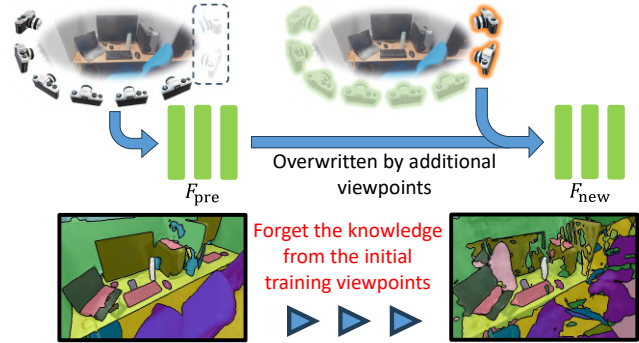 Overwritten by additional
viewpoints
F_pre
F_new
Forget the knowledge
from the initial
training viewpoints